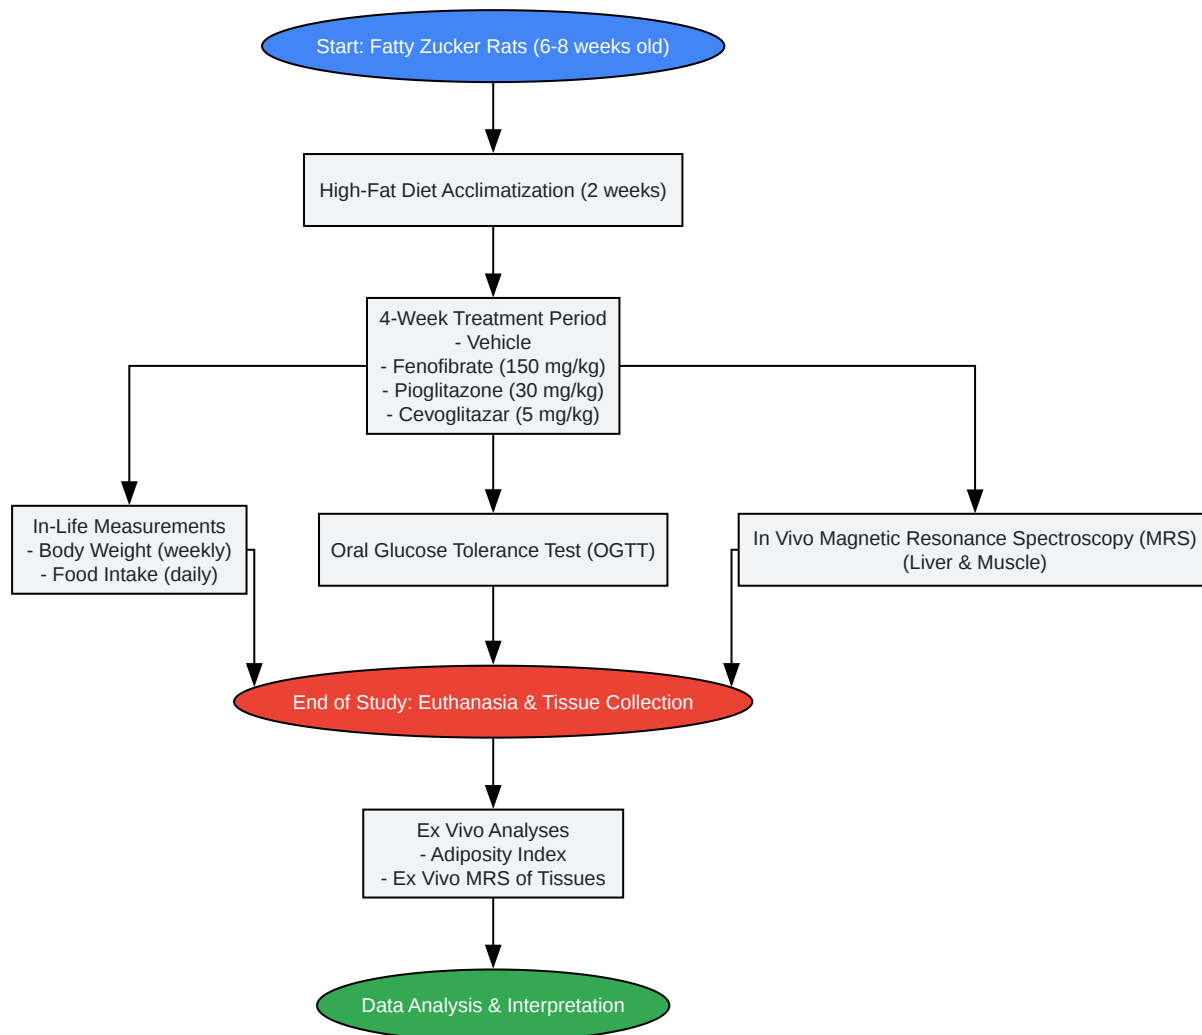 Start: Fatty Zucker Rats (6-8 weeks old)
High-Fat Diet Acclimatization (2 weeks)
4-Week Treatment Period
- Vehicle
- Fenofibrate (150 mg/kg)
- Pioglitazone (30 mg/kg)
- Cevoglitazar (5 mg/kg)
In-Life Measurements
- Body Weight (weekly)
- Food Intake (daily)
Oral Glucose Tolerance Test (OGTT)
In Vivo Magnetic Resonance Spectroscopy (MRS)
(Liver & Muscle)
End of Study: Euthanasia & Tissue Collection
Ex Vivo Analyses
- Adiposity Index
- Ex Vivo MRS of Tissues
Data Analysis & Interpretation